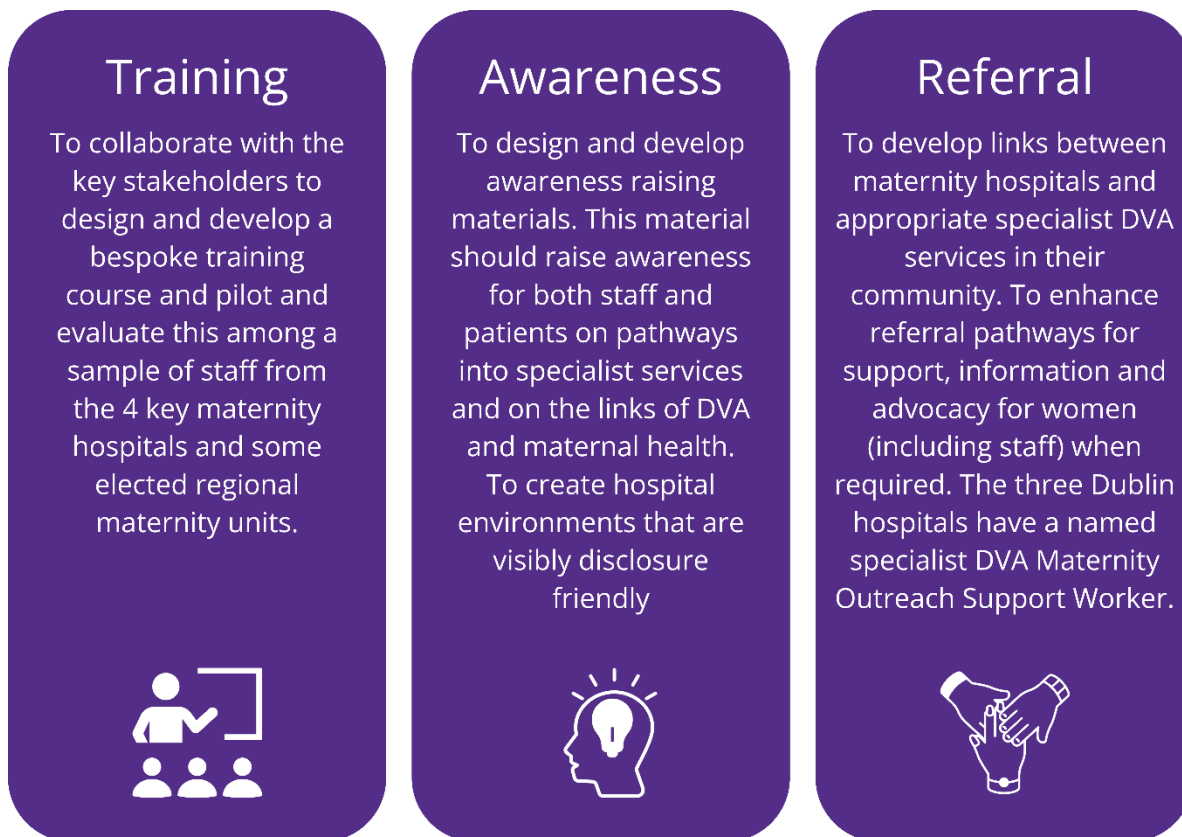 Training
To collaborate with the
key stakeholders to
design and develop a
bespoke training
course and pilot and
evaluate this among a
sample of staff from
the 4 key maternity
hospitals and some
elected regional
maternity units.
Awareness
To design and develop
awareness raising
materials. This material
should raise awareness
for both staff and
patients on pathways
into specialist services
and on the links of DVA
and maternal health.
To create hospital
environments that are
visibly disclosure
friendly
Referral
To develop links between
maternity hospitals and
appropriate specialist DVA
services in their
community. To enhance
referral pathways for
support, information and
advocacy for women
(including staff) when
required. The three Dublin
hospitals have a named
specialist DVA Maternity
Outreach Support Worker.